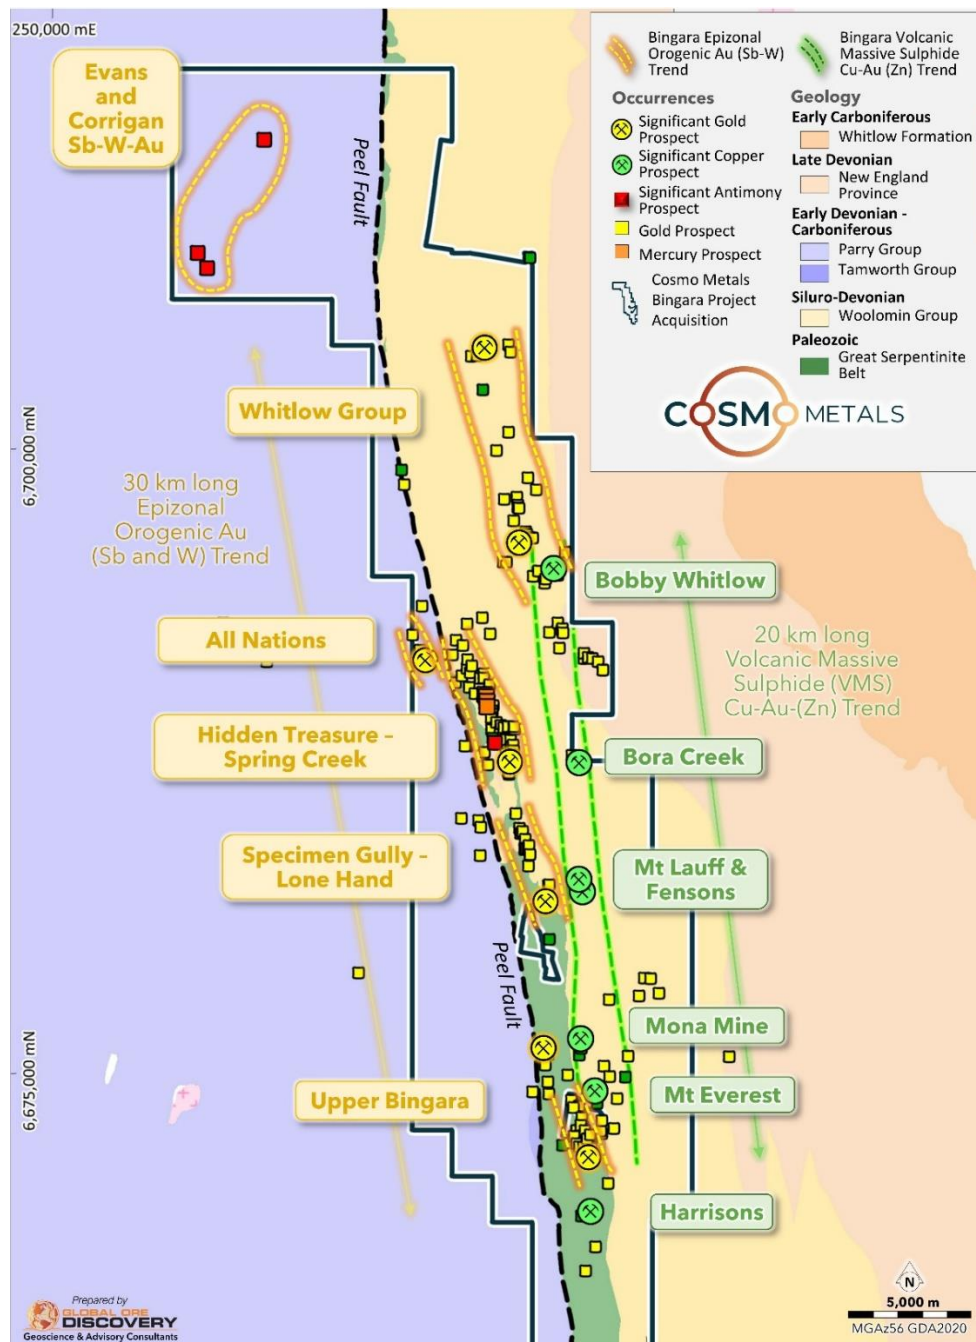 250,000 mE
Evans
and
Corrigan
Sb-W-Au
Peel Fault
Bingara Epizonal
Orogenic Au (Sb-W)
Trend
Bingara Volcanic
Massive Sulphide
Cu-Au (Zn) Trend
Occurrences
Significant Gold
Prospect
Significant Copper
Prospect
Significant Antimony
Prospect
Gold Prospect
Mercury Prospect
Cosmo Metals
Bingara Project
Acquisition
Geology
Early Carboniferous
Whitlow Formation
Late Devonian
New England
Province
Early Devonian -
Carboniferous
Parry Group
Tamworth Group
Siluro-Devonian
Woolomin Group
Paleozoic
Great Serpentinite
Belt
COSMO METALS
Whitlow Group
6,700,000 mN
30 km long
Epizonal
Orogenic Au
(Sb and W) Trend
Bobby Whitlow
All Nations
20 km long
Volcanic Massive
Sulphide (VMS)
Cu-Au-(Zn) Trend
Hidden Treasure –
Spring Creek
Bora Creek
Specimen Gully –
Lone Hand
Mt Lauff &
Fensons
Peel Fault
Mona Mine
6,675,000 mN
Upper Bingara
Mt Everest
Harrisons
Prepared by
GLOBAL ORE
DISCOVERY
Geoscience & Advisory Consultants
N
5,000 m
MGAz56 GDA2020